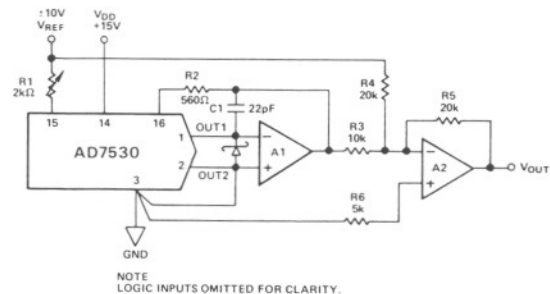 ±10V
VREF
VDD
+15V
R1
2kΩ
R2
560Ω
C1
22pF
R4
20k
R5
20k
15
14
16
1
OUT1
AD7530
2
OUT2
3
−
+
A1
R3
10k
−
+
A2
VOUT
R6
5k
GND
NOTE
LOGIC INPUTS OMITTED FOR CLARITY.